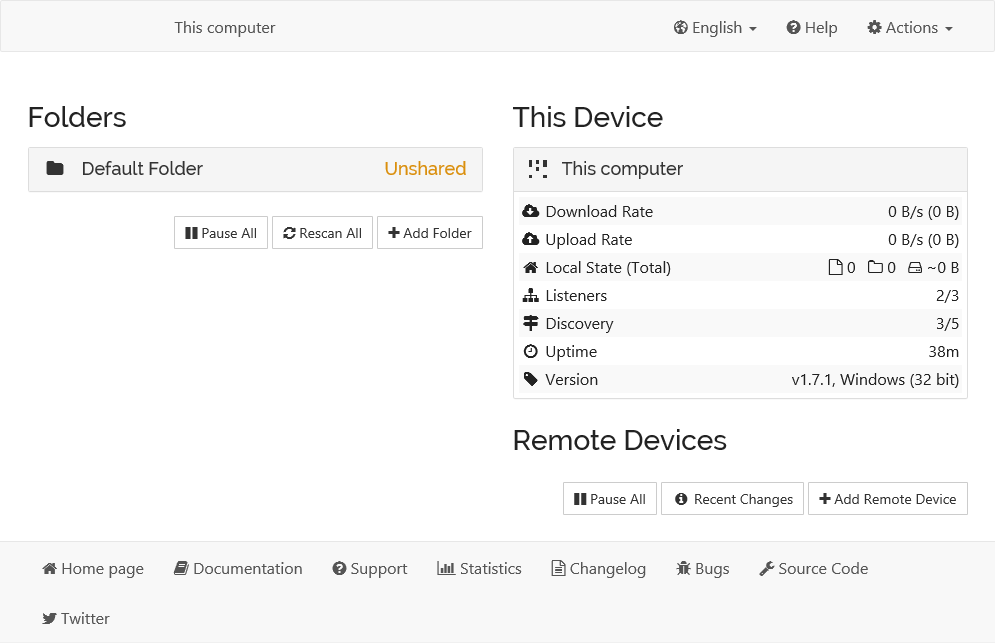 This computer English Help Actions
Folders
Default Folder Unshared
Pause All Rescan All Add Folder
This Device
This computer
Download Rate 0 B/s (0 B)
Upload Rate 0 B/s (0 B)
Local State (Total) 0 0 ~0 B
Listeners 2/3
Discovery 3/5
Uptime 38m
Version v1.7.1, Windows (32 bit)
Remote Devices
Pause All Recent Changes Add Remote Device
Home page Documentation Support Statistics Changelog Bugs Source Code
Twitter